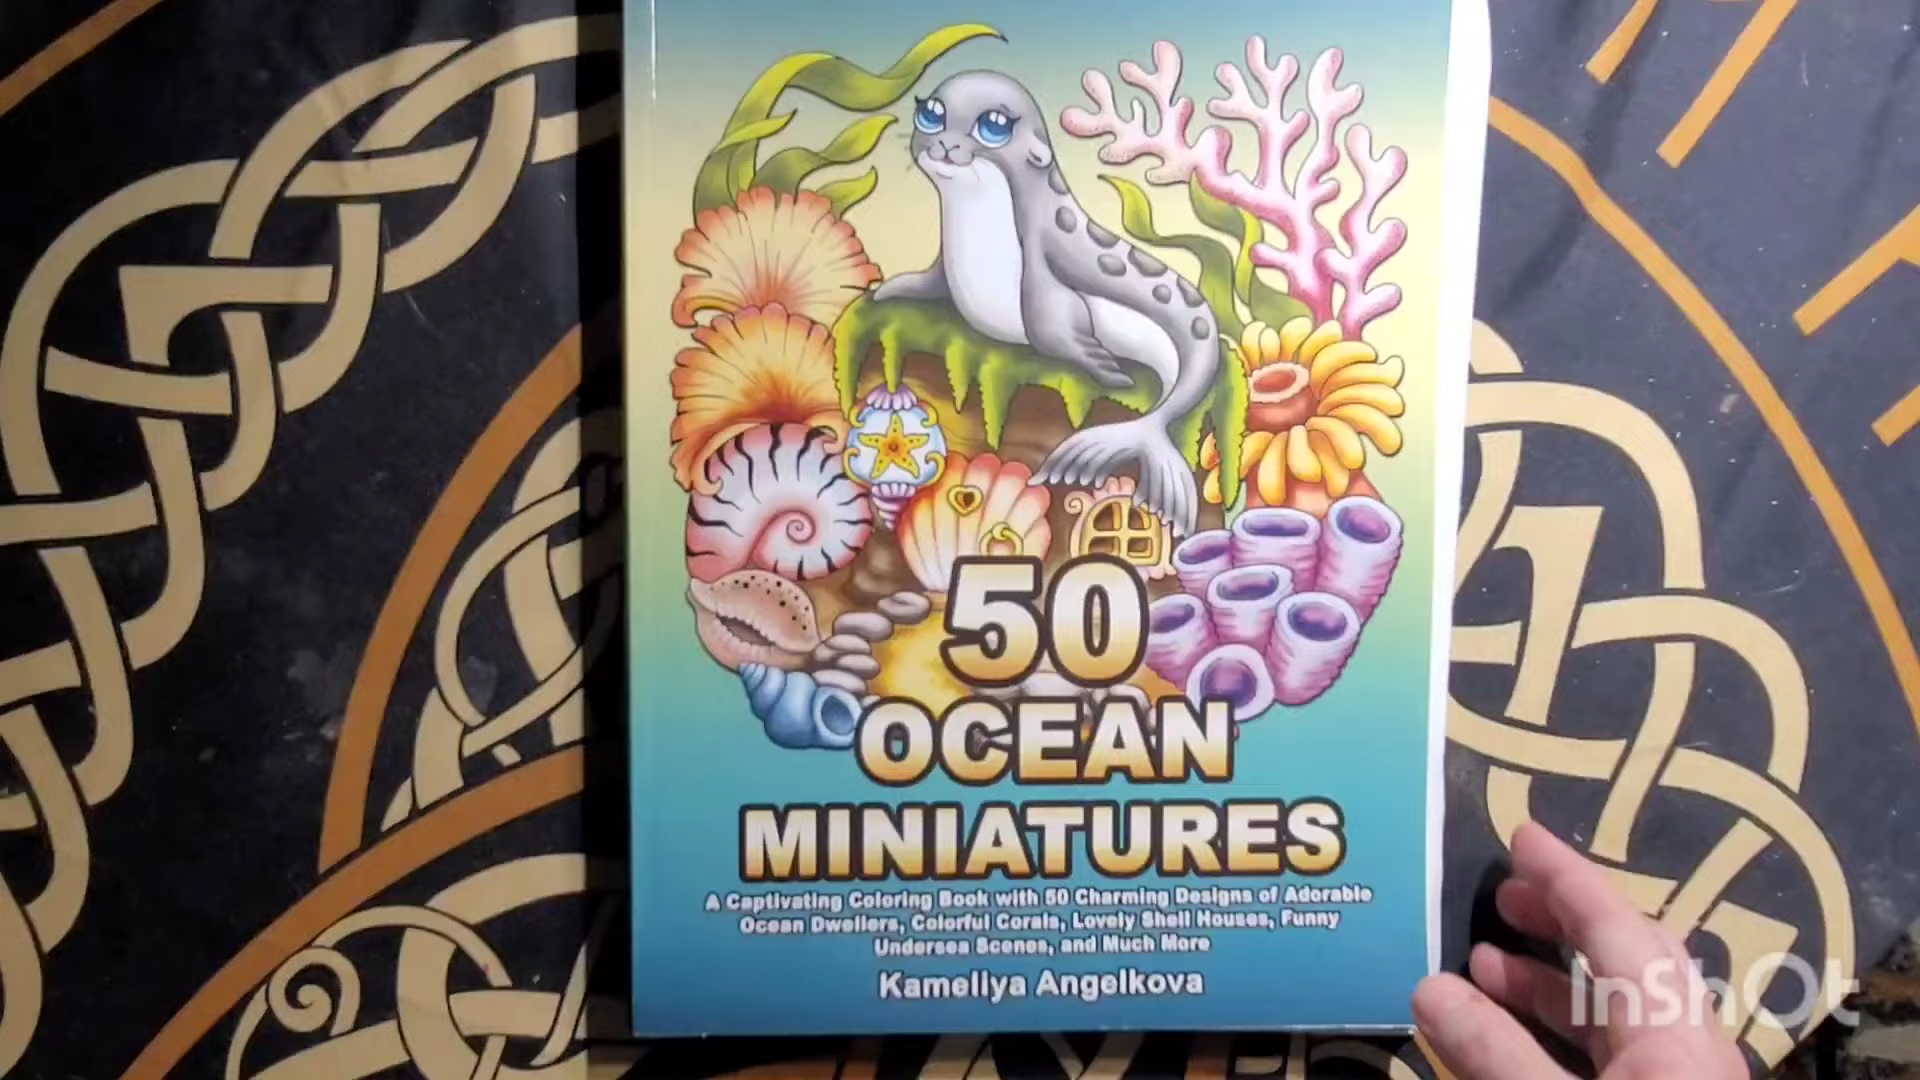 50
OCEAN
MINIATURES
A Captivating Coloring Book with 50 Charming Designs of Adorable
Ocean Dwellers, Colorful Corals, Lovely Shell Houses, Funny
Undersea Scenes, and Much More
Kameliya Angelkova
InShOt